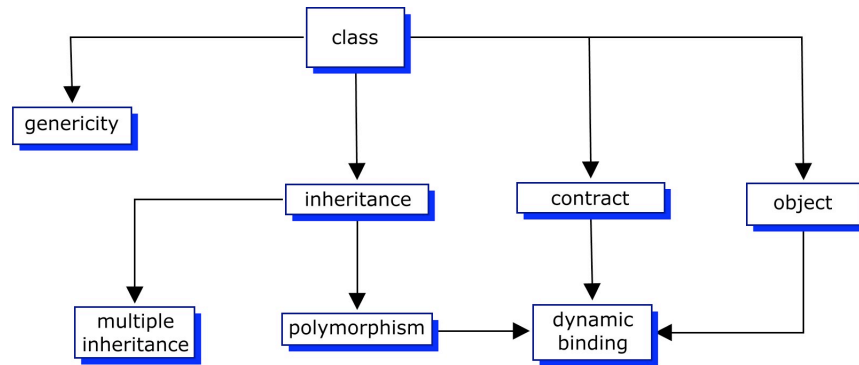 class
genericity
inheritance
contract
object
multiple
inheritance
polymorphism
dynamic
binding